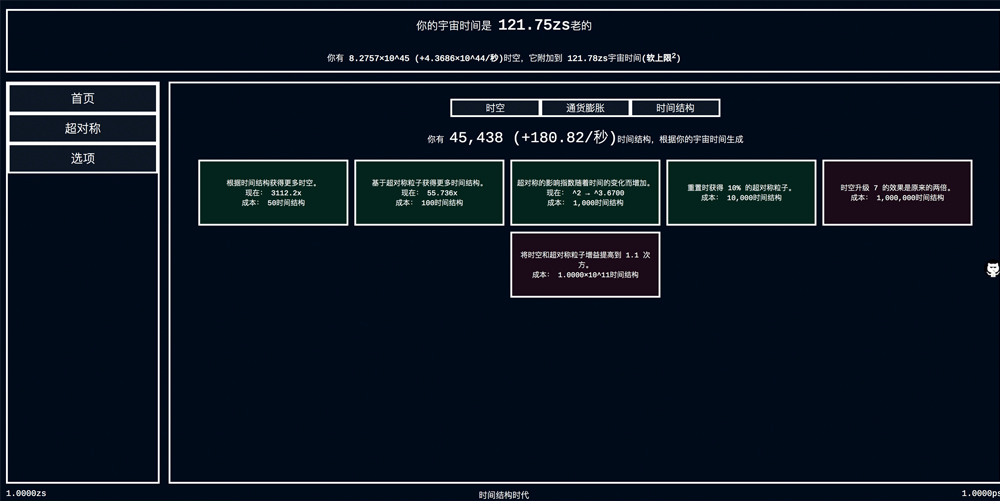 你的宇宙时间是 121.75zs老的
你有 8.2757×10^45 (+4.3686×10^44/秒)时空, 它附加到 121.78zs宇宙时间(软上限²)
首页
超对称
选项
时空 通货膨胀 时间结构
你有 45,438 (+180.82/秒)时间结构, 根据你的宇宙时间生成
根据时间结构获得更多时空。
现在: 3112.2x
成本: 50时间结构
基于超对称粒子获得更多时间结构。
现在: 55.736x
成本: 100时间结构
超对称的影响指数随着时间的变化而增加。
现在: ^2 → ^3.6700
成本: 1,000时间结构
重置时获得 10% 的超对称粒子。
成本: 10,000时间结构
时空升级 7 的效果是原来的两倍。
成本: 1,000,000时间结构
将时空和超对称粒子增益提高到 1.1 次
方。
成本: 1.0000×10^11时间结构
1.0000zs 时间结构时代 1.0000ps